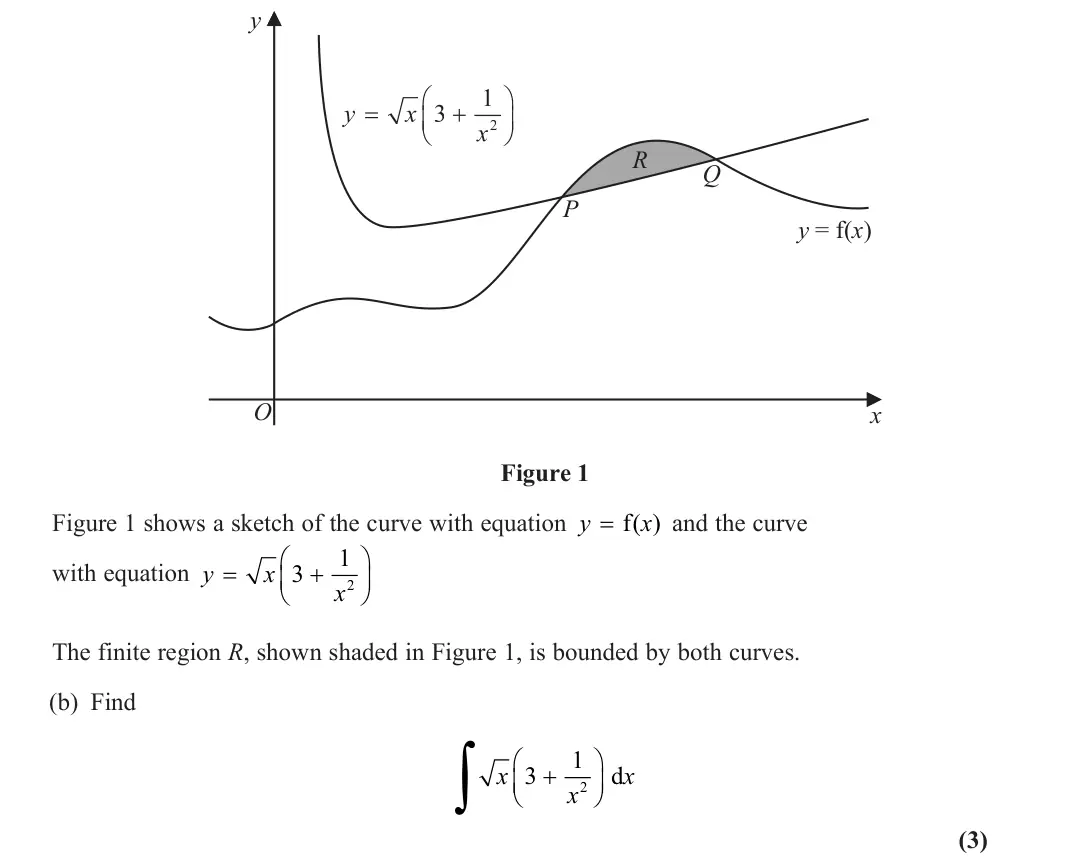 y
y = √x(3 + 1/x²)
R
P
Q
y = f(x)
O
x
Figure 1
Figure 1 shows a sketch of the curve with equation y = f(x) and the curve
with equation y = √x(3 + 1/x²)
The finite region R, shown shaded in Figure 1, is bounded by both curves.
(b) Find
∫ √x(3 + 1/x²) dx
(3)